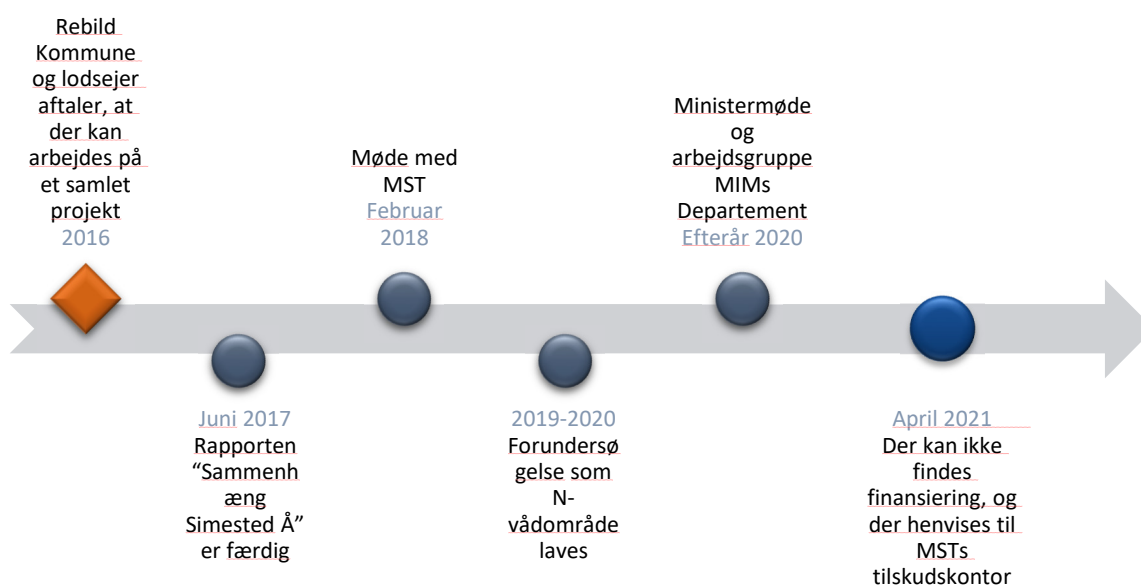 Rebild
Kommune
og lodsejer
aftaler, at
der kan
arbejdes på
et samlet
projekt
2016
Juni 2017
Rapporten
“Sammenh
æng
Simested Å”
er færdig
Møde med
MST
Februar
2018
2019-2020
Forundersø
gelse som
N-
vådområde
laves
Ministermøde
og
arbejdsgruppe
MIMs
Departement
Efterår 2020
April 2021
Der kan ikke
findes
finansiering, og
der henvises til
MSTs
tilskudskontor